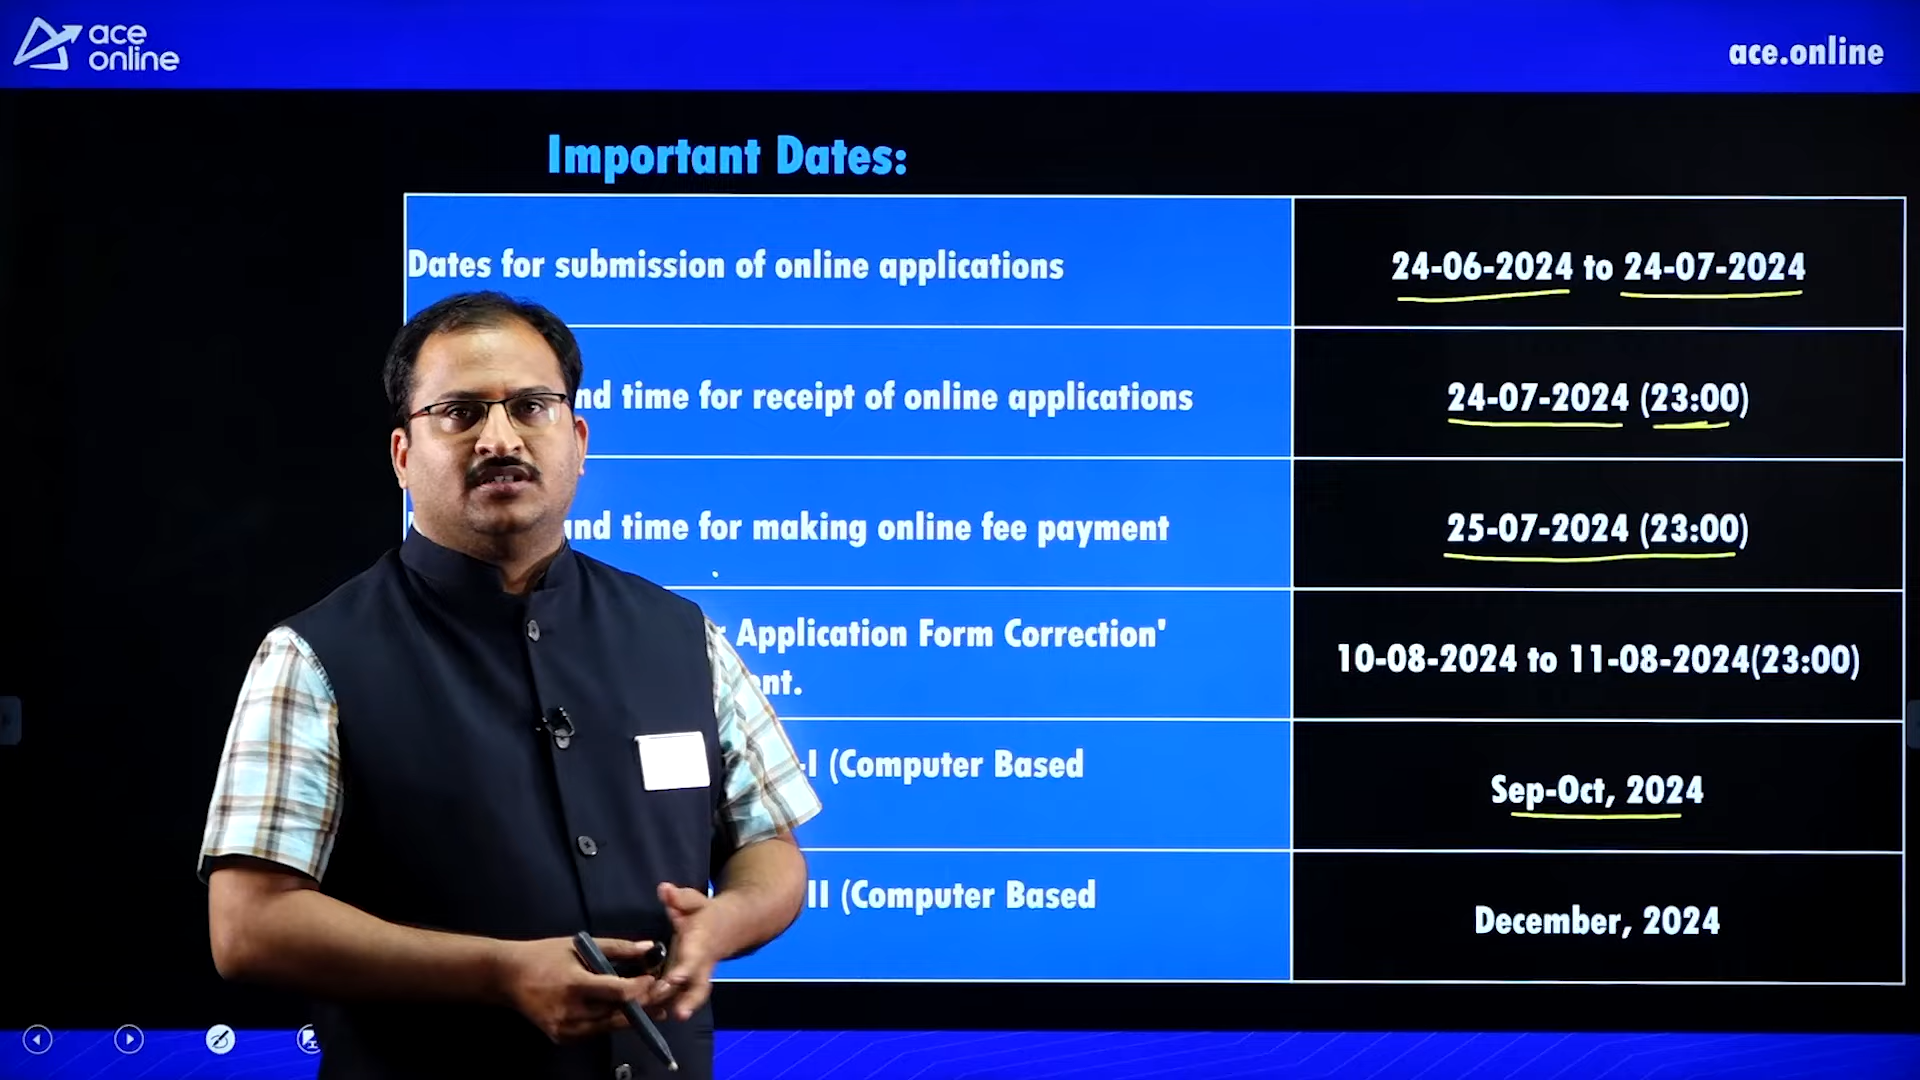 ace
online
ace.online
Important Dates:
Dates for submission of online applications
24-06-2024 to 24-07-2024
time for receipt of online applications
24-07-2024 (23:00)
and time for making online fee payment
25-07-2024 (23:00)
Application Form Correction'
10-08-2024 to 11-08-2024(23:00)
-I (Computer Based
Sep-Oct, 2024
II (Computer Based
December, 2024